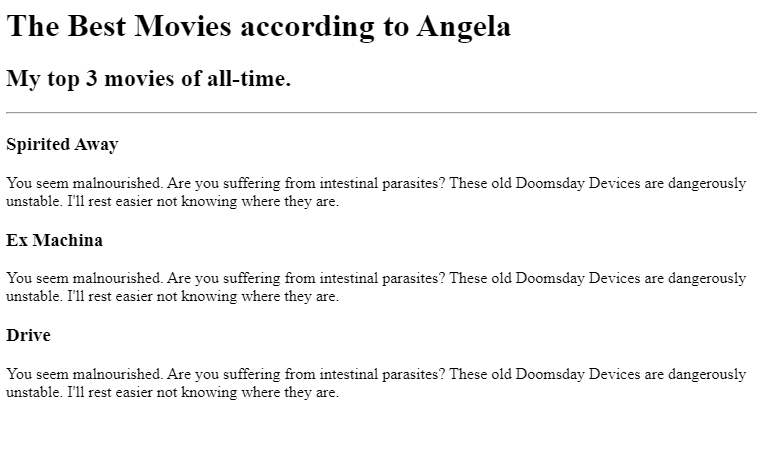 The Best Movies according to Angela
My top 3 movies of all-time.
Spirited Away
You seem malnourished. Are you suffering from intestinal parasites? These old Doomsday Devices are dangerously
unstable. I'll rest easier not knowing where they are.
Ex Machina
You seem malnourished. Are you suffering from intestinal parasites? These old Doomsday Devices are dangerously
unstable. I'll rest easier not knowing where they are.
Drive
You seem malnourished. Are you suffering from intestinal parasites? These old Doomsday Devices are dangerously
unstable. I'll rest easier not knowing where they are.